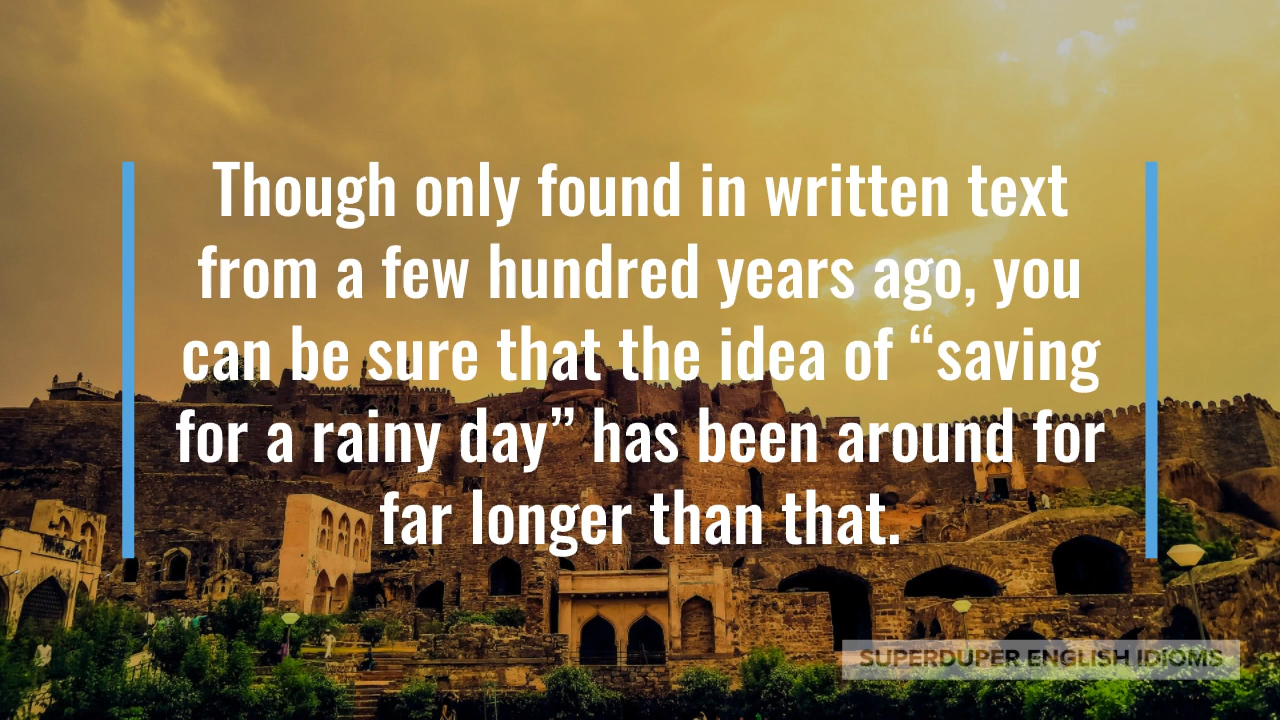 Though only found in written text
from a few hundred years ago, you
can be sure that the idea of “saving
for a rainy day” has been around for
far longer than that.
SUPERDUPER ENGLISH IDIOMS